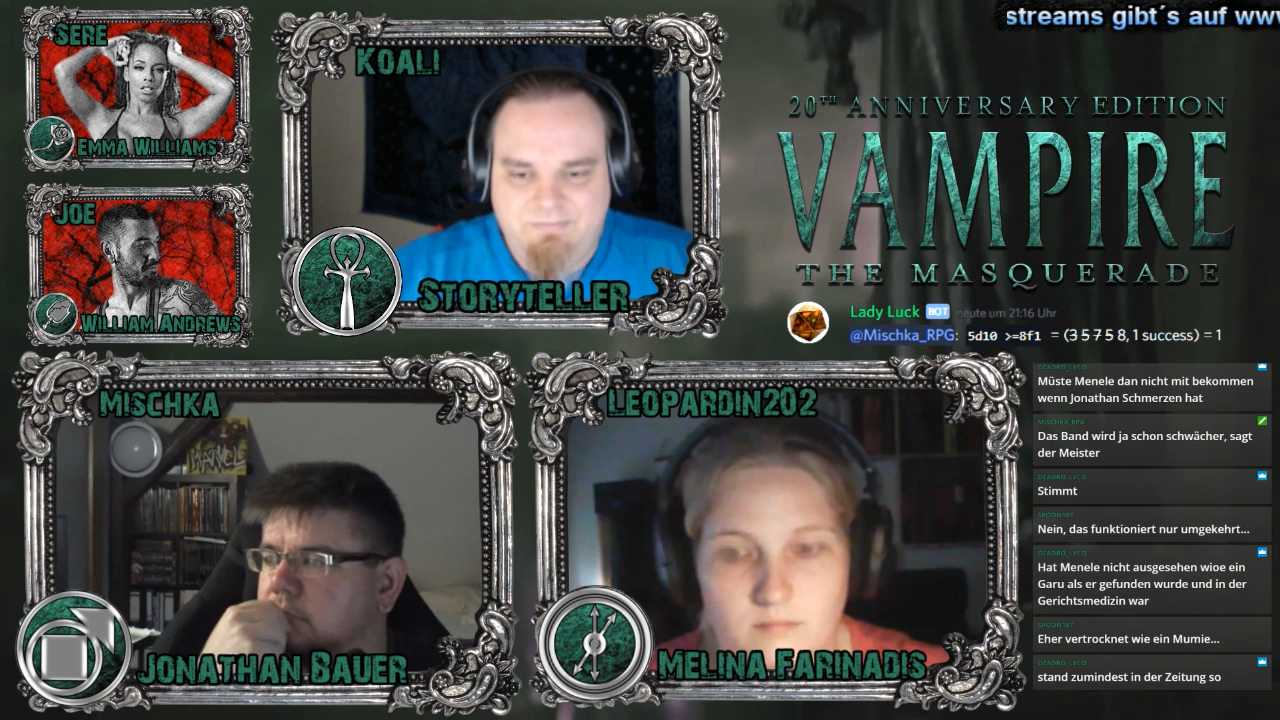 streams gibt´s auf www
SERE
EMMA WILLIAMS
JOE
WILLIAM ANDREWS
KOALI
STORYTELLER
20TH ANNIVERSARY EDITION
VAMPIRE
THE MASQUERADE
Lady Luck BOT heute um 21:16 Uhr
@Mischka_RPG: 5d10 >=8f1 = (3 5 7 5 8, 1 success) = 1
MISCHKA
JONATHAN BAUER
LEOPARDIN202
MELINA FARINADIS
DEADRO_LYCO
Müste Menele dan nicht mit bekommen
wenn Jonathan Schmerzen hat
MISCHKA_RPG
Das Band wird ja schon schwächer, sagt
der Meister
DEADRO_LYCO
Stimmt
SPOON187
Nein, das funktioniert nur umgekehrt...
DEADRO_LYCO
Hat Menele nicht ausgesehen wioe ein
Garu als er gefunden wurde und in der
Gerichtsmedizin war
SPOON187
Eher vertrocknet wie ein Mumie...
DEADRO_LYCO
stand zumindest in der Zeitung so